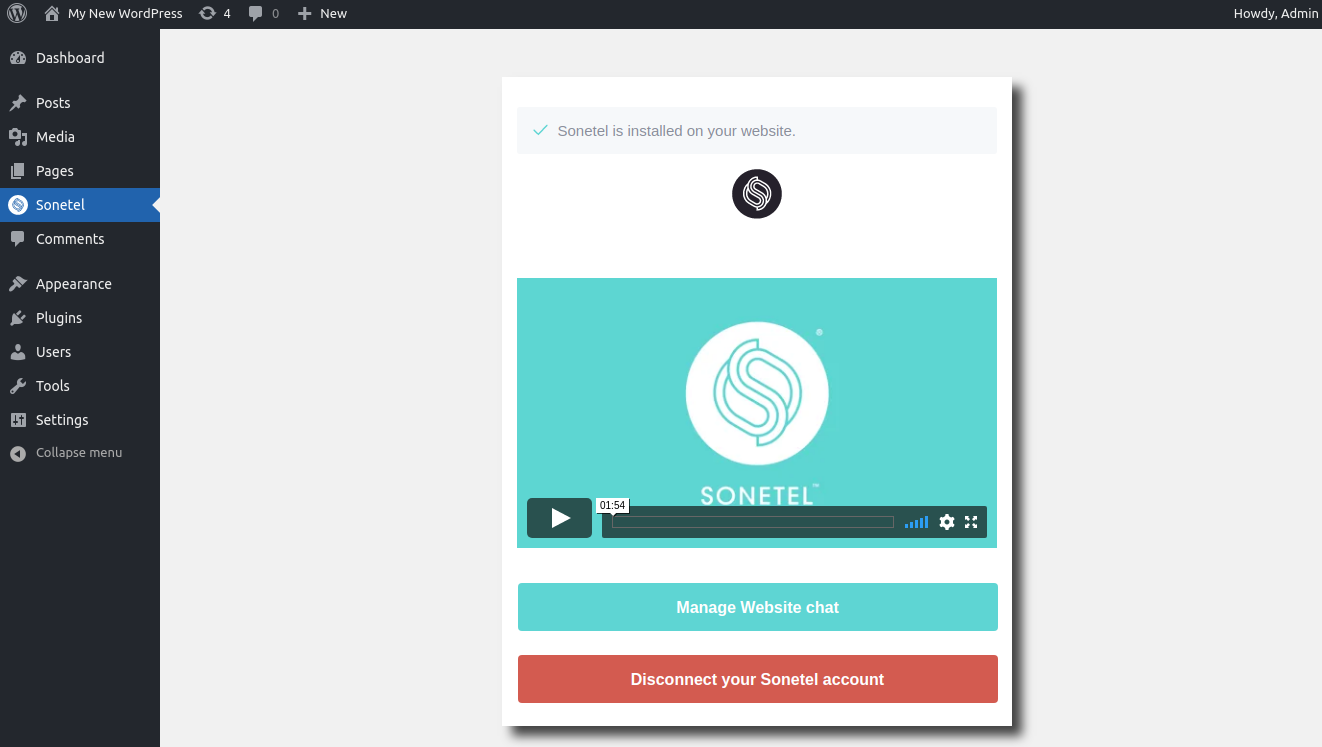 My New WordPress 4 0 New Howdy, Admin
Dashboard
Posts
Media
Pages
Sonetel
Comments
Appearance
Plugins
Users
Tools
Settings
Collapse menu
Sonetel is installed on your website.
SONETEL™
01:54
Manage Website chat
Disconnect your Sonetel account